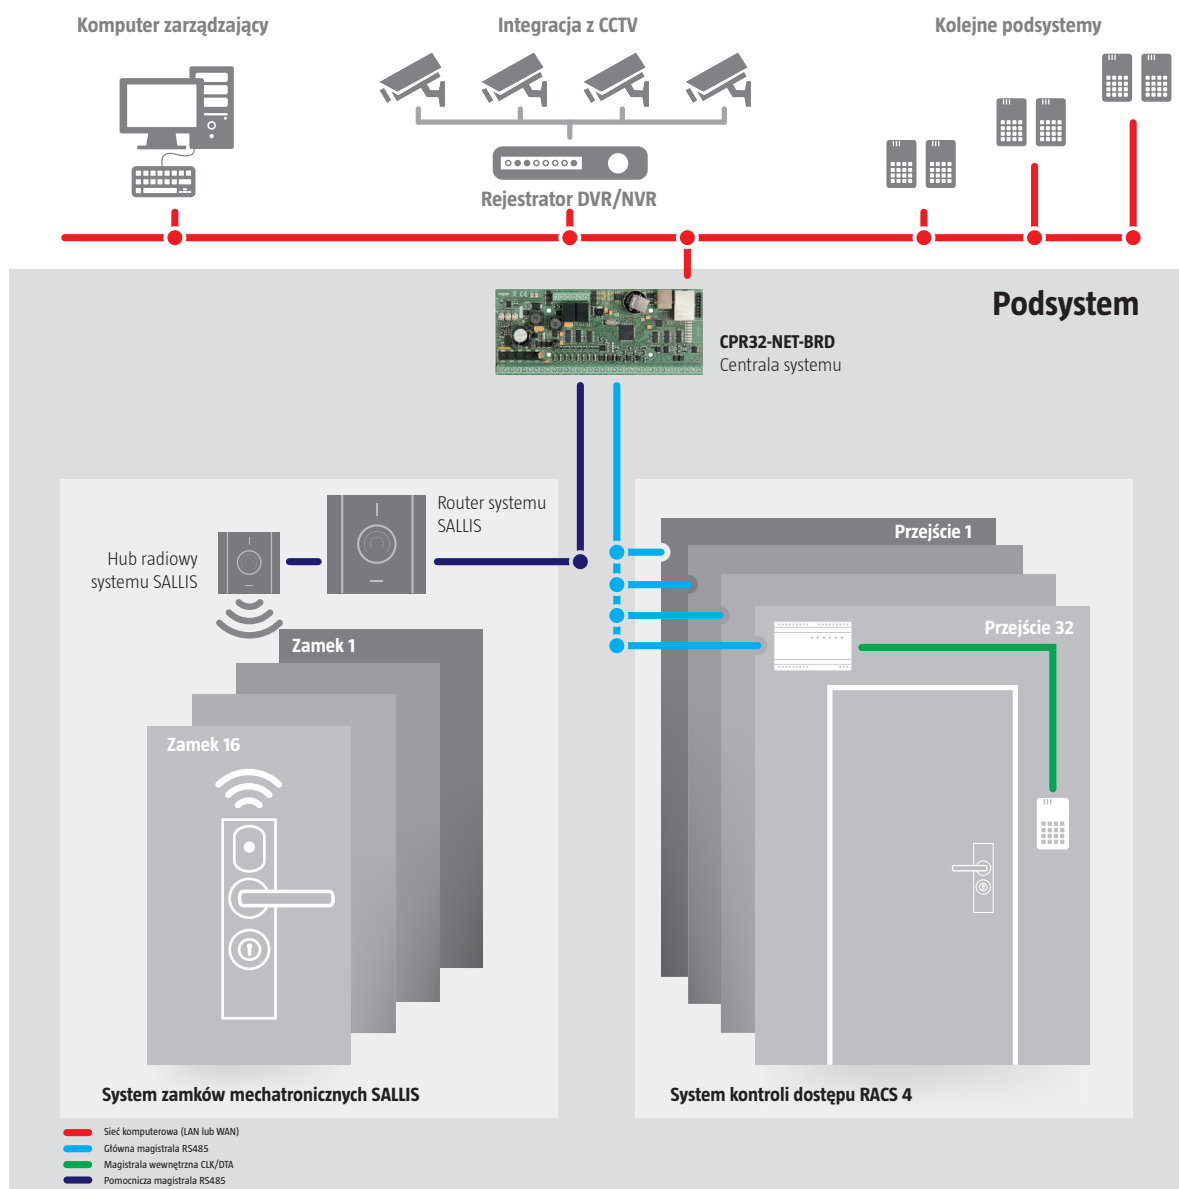 Komputer zarządzający
Integracja z CCTV
Kolejne podsystemy
Rejestrator DVR/NVR
Podsystem
CPR32-NET-BRD
Centrala systemu
Router systemu
SALLIS
Hub radiowy
systemu SALLIS
Przejście 1
Przejście 32
Zamek 1
Zamek 16
System zamków mechatronicznych SALLIS
System kontroli dostępu RACS 4
Sieć komputerowa (LAN lub WAN)
Główna magistrala RS485
Magistrala wewnętrzna CLK/DTA
Pomocnicza magistrala RS485